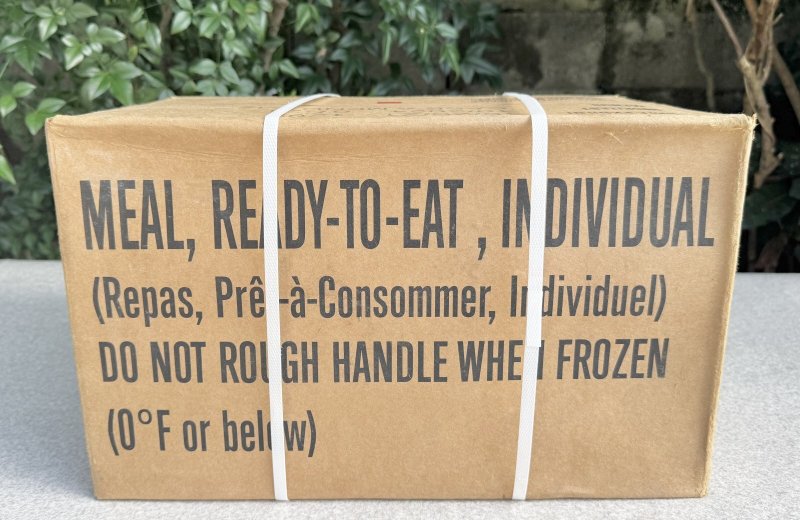 MEAL, READY-TO-EAT , INDIVIDUAL
(Repas, Prêt-à-Consommer, Individuel)
DO NOT ROUGH HANDLE WHEN FROZEN
(0°F or below)